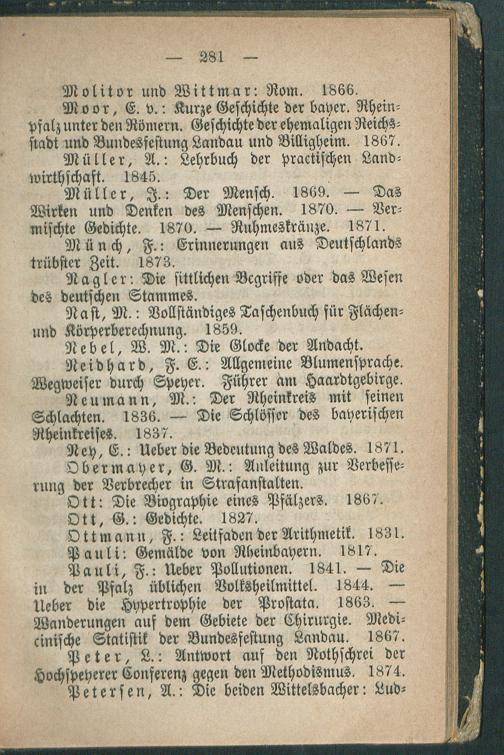 — 281 —
Molitor und Wittmar: Rom. 1866.
Moor, E. v.: Kurze Geschichte der bayer. Rhein-
pfalz unter den Römern. Geschichte der ehemaligen Reichs-
stadt und Bundesfestung Landau und Billigheim. 1867.
Müller, A.: Lehrbuch der practischen Land-
wirthschaft. 1845.
Müller, J.: Der Mensch. 1869. — Das
Wirken und Denken des Menschen. 1870. — Ver-
mischte Gedichte. 1870. — Ruhmeskränze. 1871.
Münch, F.: Erinnerungen aus Deutschlands
trübster Zeit. 1873.
Nagler: Die sittlichen Begriffe oder das Wesen
des deutschen Stammes.
Nast, M.: Vollständiges Taschenbuch für Flächen-
und Körperberechnung. 1859.
Nebel, W. M.: Die Glocke der Andacht.
Neidhard, F. E.: Allgemeine Blumensprache.
Wegweiser durch Speyer. Führer am Haardtgebirge.
Neumann, M.: Der Rheinkreis mit seinen
Schlachten. 1836. — Die Schlösser des bayerischen
Rheinkreises. 1837.
Ney, E.: Ueber die Bedeutung des Waldes. 1871.
Obermayer, G. M.: Anleitung zur Verbesse-
rung der Verbrecher in Strafanstalten.
Ott: Die Biographie eines Pfälzers. 1867.
Ott, G.: Gedichte. 1827.
Ottmann, F.: Leitfaden der Arithmetik. 1831.
Pauli: Gemälde von Rheinbayern. 1817.
Pauli, F.: Ueber Pollutionen. 1841. — Die
in der Pfalz üblichen Volksheilmittel. 1844. —
Ueber die Hypertrophie der Prostata. 1863. —
Wanderungen auf dem Gebiete der Chirurgie. Medi-
cinische Statistik der Bundesfestung Landau. 1867.
Peter, L.: Antwort auf den Nothschrei der
Hochspeyerer Conferenz gegen den Methodismus. 1874.
Petersen, A.: Die beiden Wittelsbacher: Lud-